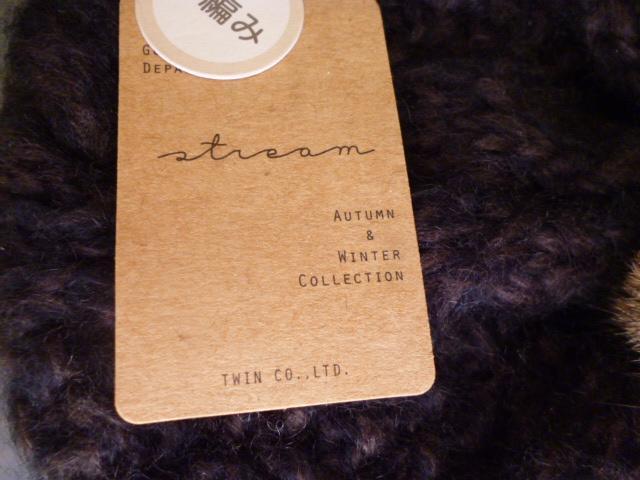 編み
stream
AUTUMN
&
WINTER
COLLECTION
TWIN CO.,LTD.